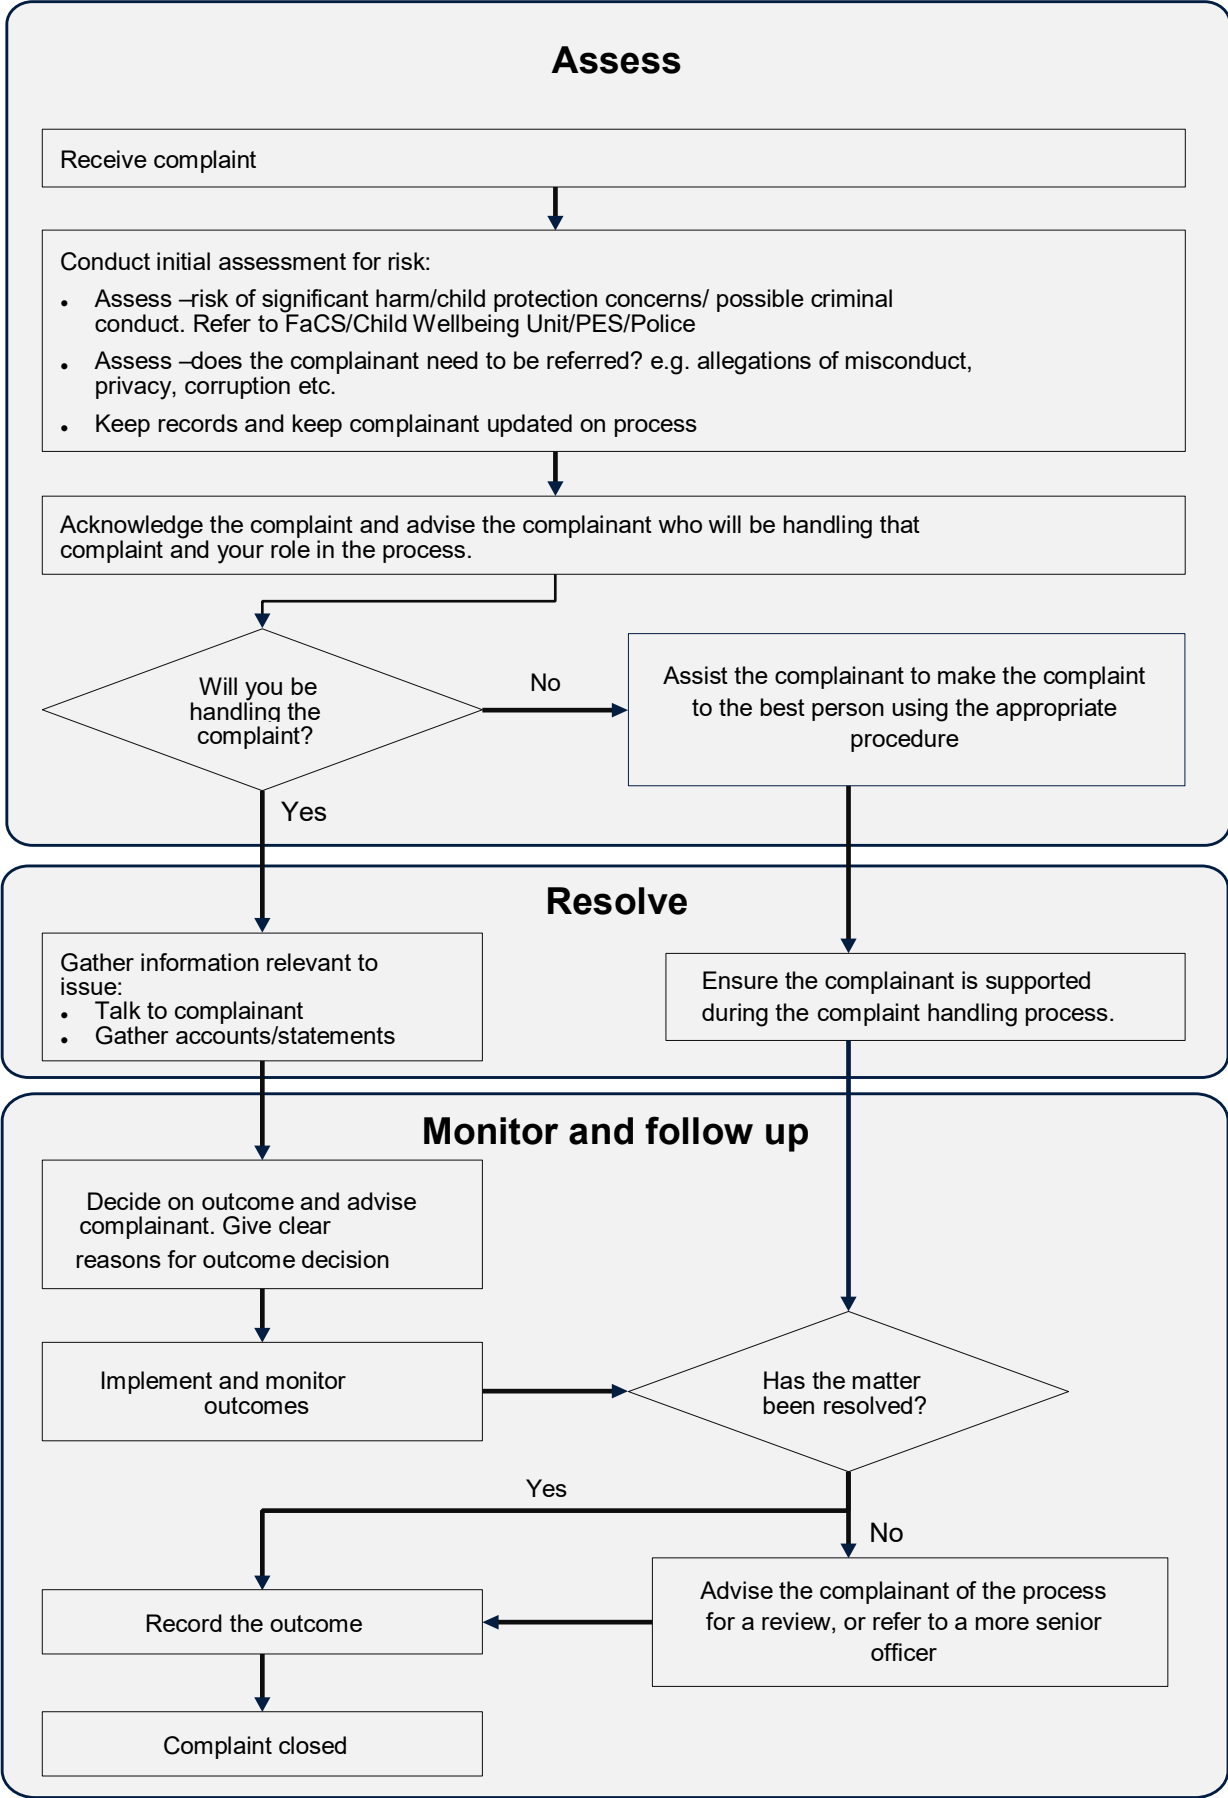 Assess
Receive complaint
Conduct initial assessment for risk:
• Assess –risk of significant harm/child protection concerns/ possible criminal
conduct. Refer to FaCS/Child Wellbeing Unit/PES/Police
• Assess –does the complainant need to be referred? e.g. allegations of misconduct,
privacy, corruption etc.
• Keep records and keep complainant updated on process
Acknowledge the complaint and advise the complainant who will be handling that
complaint and your role in the process.
Will you be
handling the
complaint?
No
Assist the complainant to make the complaint
to the best person using the appropriate
procedure
Yes
Resolve
Gather information relevant to
issue:
• Talk to complainant
• Gather accounts/statements
Ensure the complainant is supported
during the complaint handling process.
Monitor and follow up
Decide on outcome and advise
complainant. Give clear
reasons for outcome decision
Implement and monitor
outcomes
Has the matter
been resolved?
Yes
No
Advise the complainant of the process
for a review, or refer to a more senior
officer
Record the outcome
Complaint closed